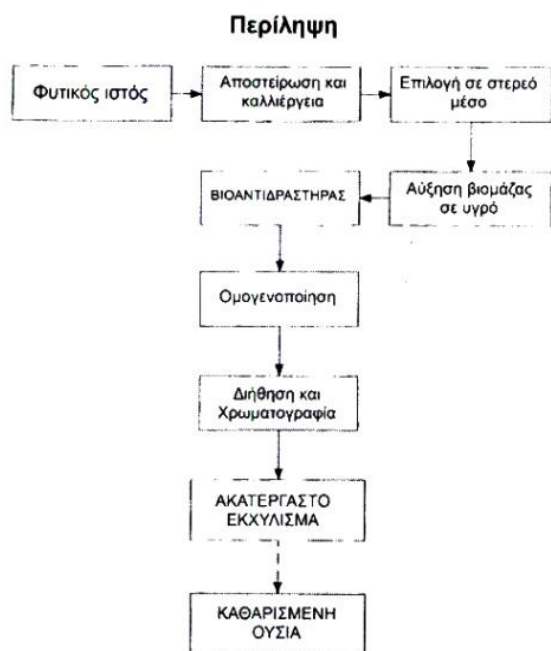 Περίληψη
Φυτικός ιστός
Αποστείρωση και
καλλιέργεια
Επιλογή σε στερεό
μέσο
Αύξηση βιομάζας
σε υγρό
ΒΙΟΑΝΤΙΔΡΑΣΤΗΡΑΣ
Ομογενοποίηση
Διήθηση και
Χρωματογραφία
ΑΚΑΤΕΡΓΑΣΤΟ
ΕΚΧΥΛΙΣΜΑ
ΚΑΘΑΡΙΣΜΕΝΗ
ΟΥΣΙΑ